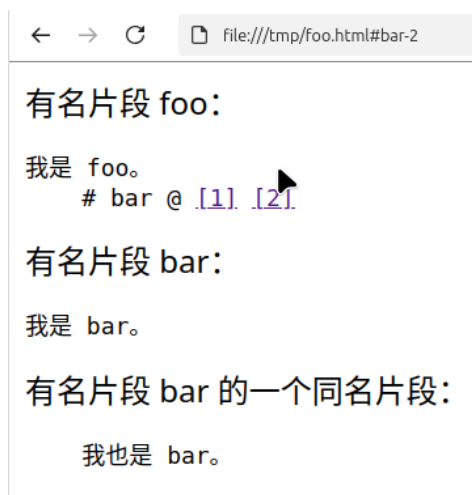 file:///tmp/foo.html#bar-2
有名片段 foo：
我是 foo。
# bar @ [1] [2]
有名片段 bar：
我是 bar。
有名片段 bar 的一个同名片段：
我也是 bar。